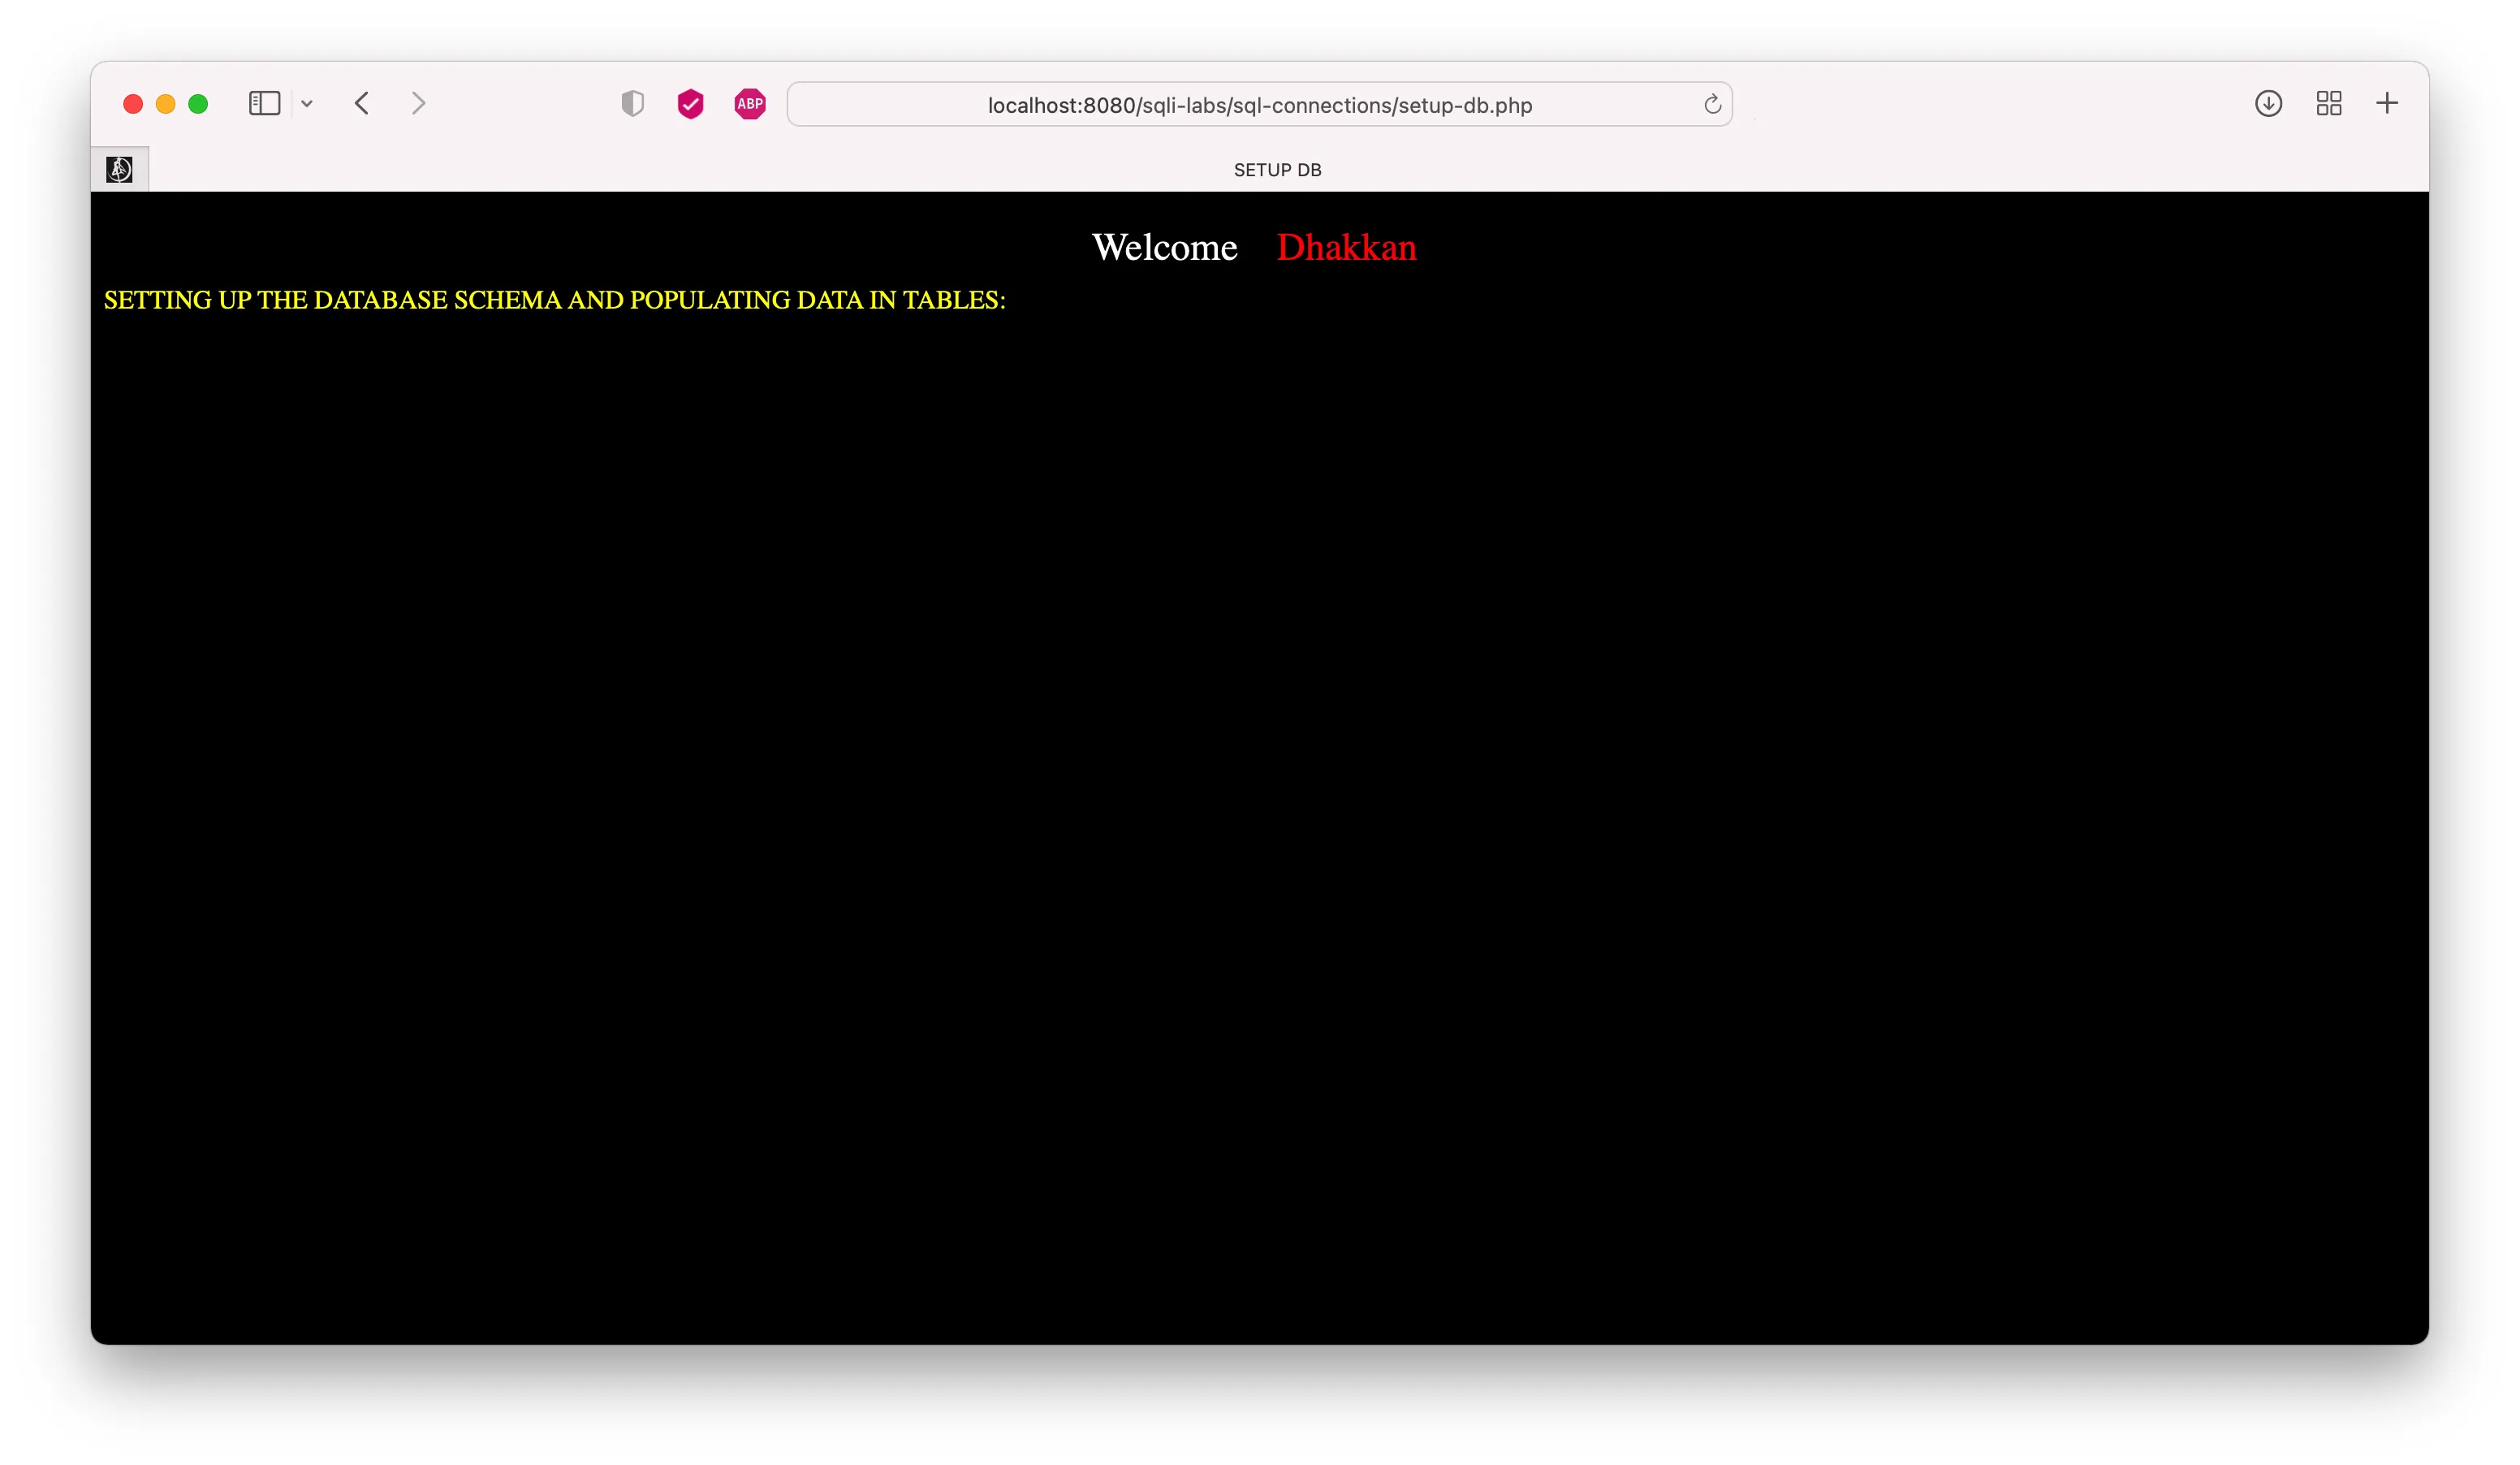 ABP
localhost:8080/sqli-labs/sql-connections/setup-db.php
SETUP DB
Welcome Dhakkan
SETTING UP THE DATABASE SCHEMA AND POPULATING DATA IN TABLES: